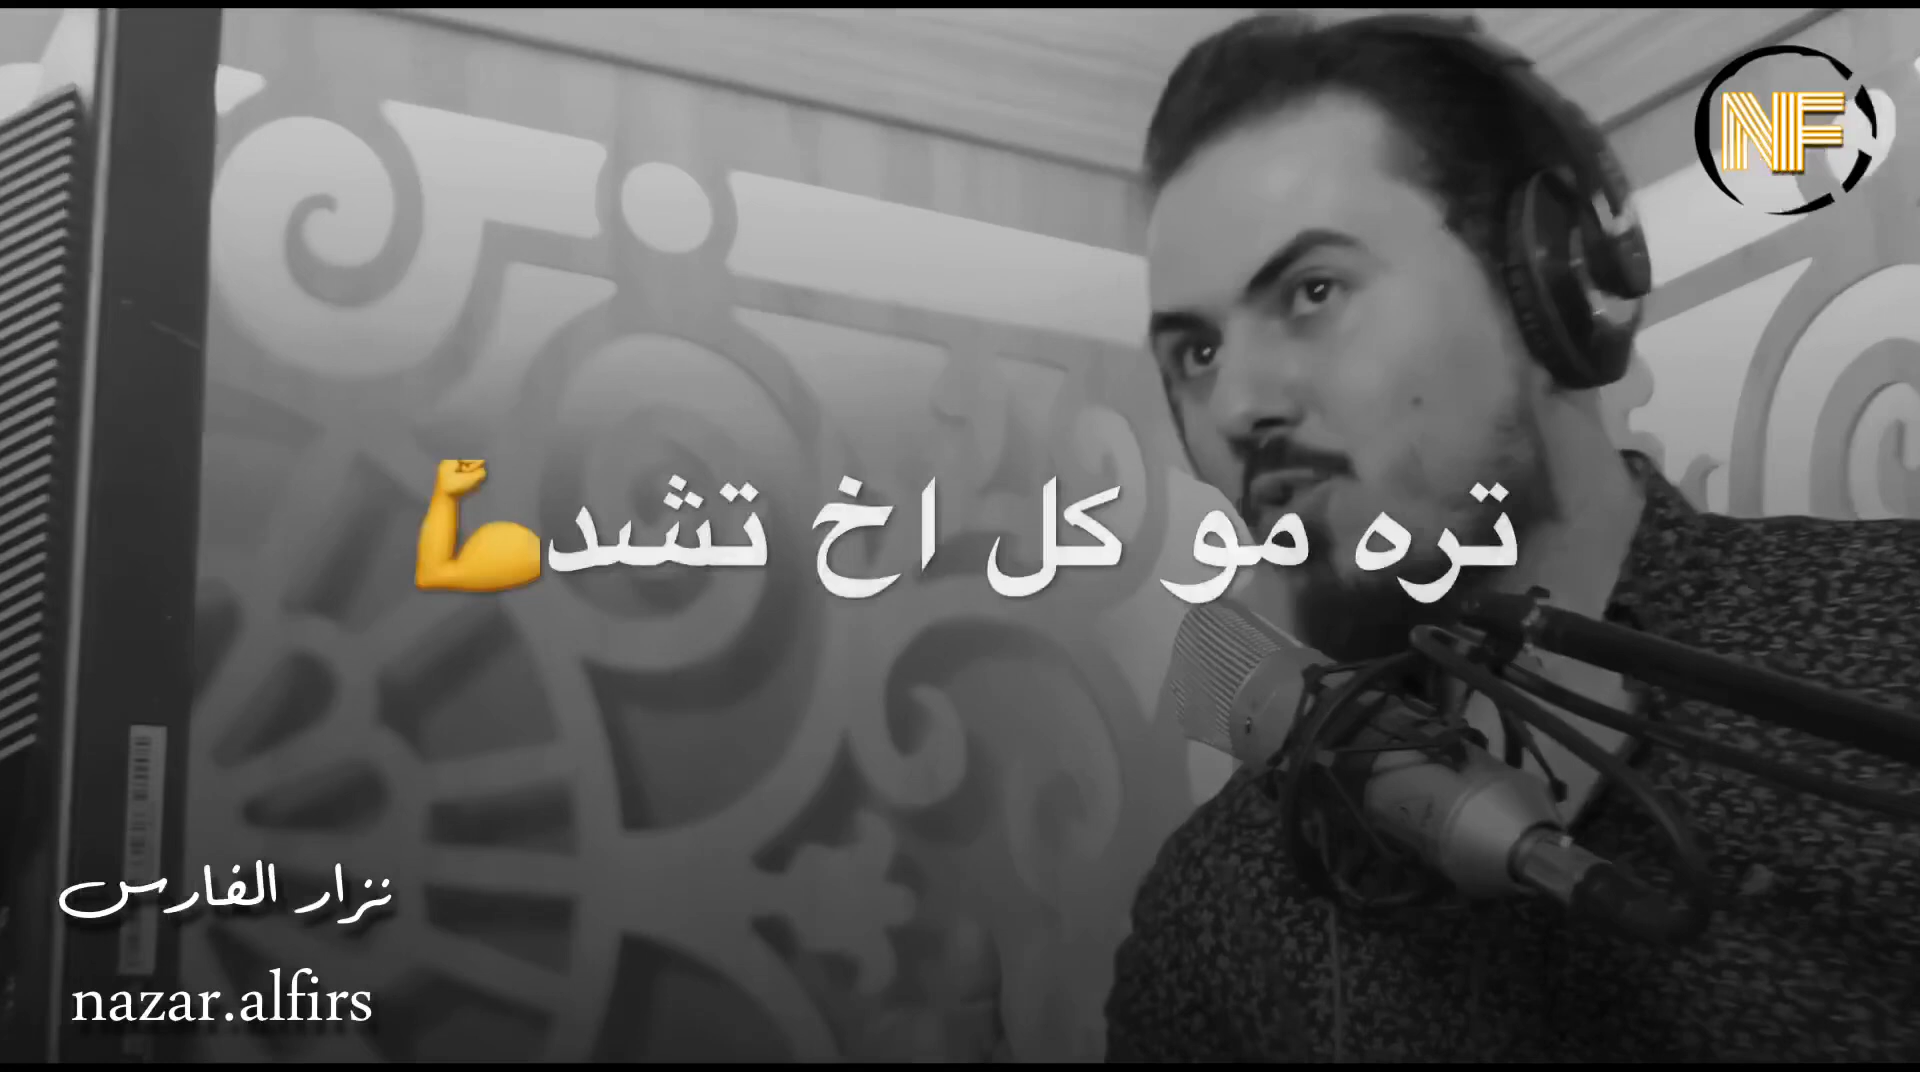 NF
تره مو كل اخ تشد💪
نزار الفارس
nazar.alfirs